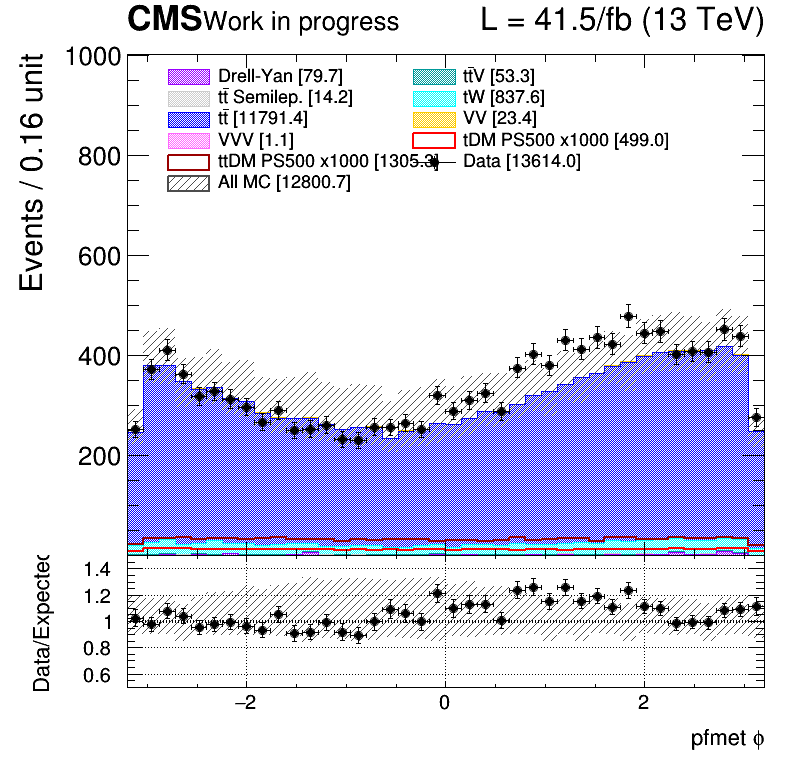 CMS Work in progress L = 41.5/fb (13 TeV)
Events / 0.16 unit
1000
800
600
400
200
Drell-Yan [79.7]
tt̄V [53.3]
tt̄ Semilep. [14.2]
tW [837.6]
tt̄ [11791.4]
VV [23.4]
VVV [1.1]
tDM PS500 x1000 [499.0]
ttDM PS500 x1000 [1305.3]
Data [13614.0]
All MC [12800.7]
Data/Expected
1.4
1.2
1
0.8
0.6
−2 0 2
pfmet ϕ